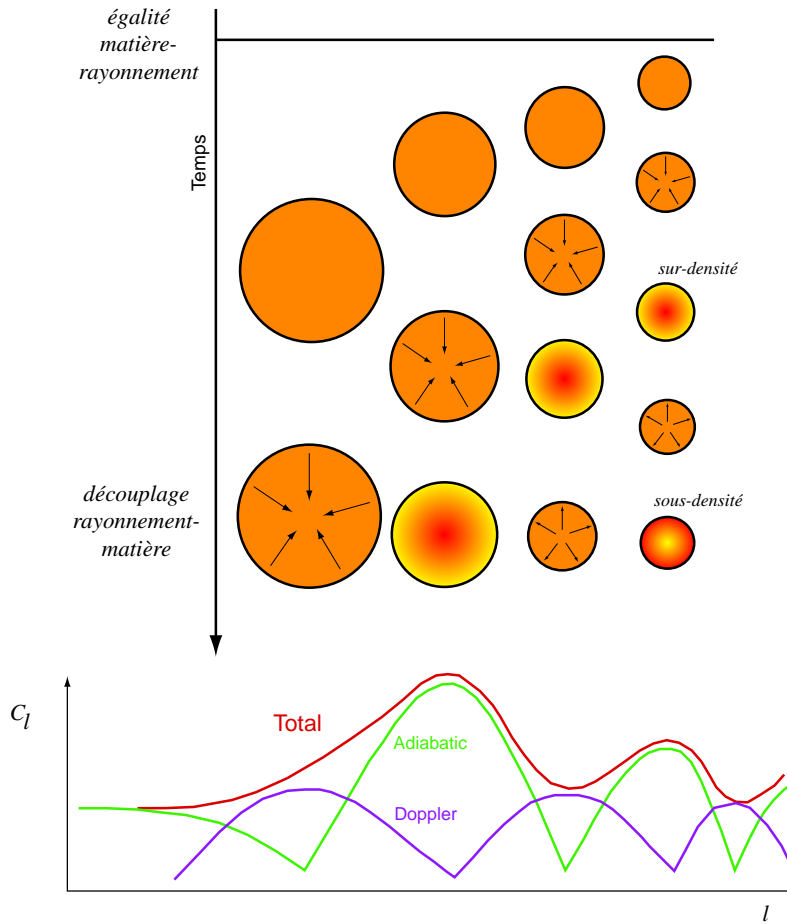 égalité
matière-
rayonnement
Temps
sur-densité
découplage
rayonnement-
matière
sous-densité
C_l
Total
Adiabatic
Doppler
l